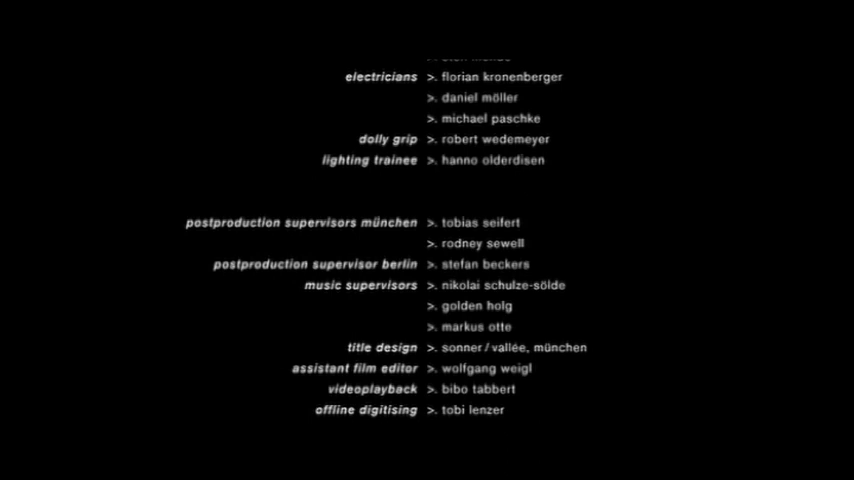 electricians >. florian kronenberger
>. daniel möller
>. michael paschke
dolly grip >. robert wedemeyer
lighting trainee >. hanno olderdisen
postproduction supervisors münchen >. tobias seifert
>. rodney sewell
postproduction supervisor berlin >. stefan beckers
music supervisors >. nikolai schulze-sölde
>. golden holg
>. markus otte
title design >. sonner / vallée, münchen
assistant film editor >. wolfgang weigl
videoplayback >. bibo tabbert
offline digitising >. tobi lenzer